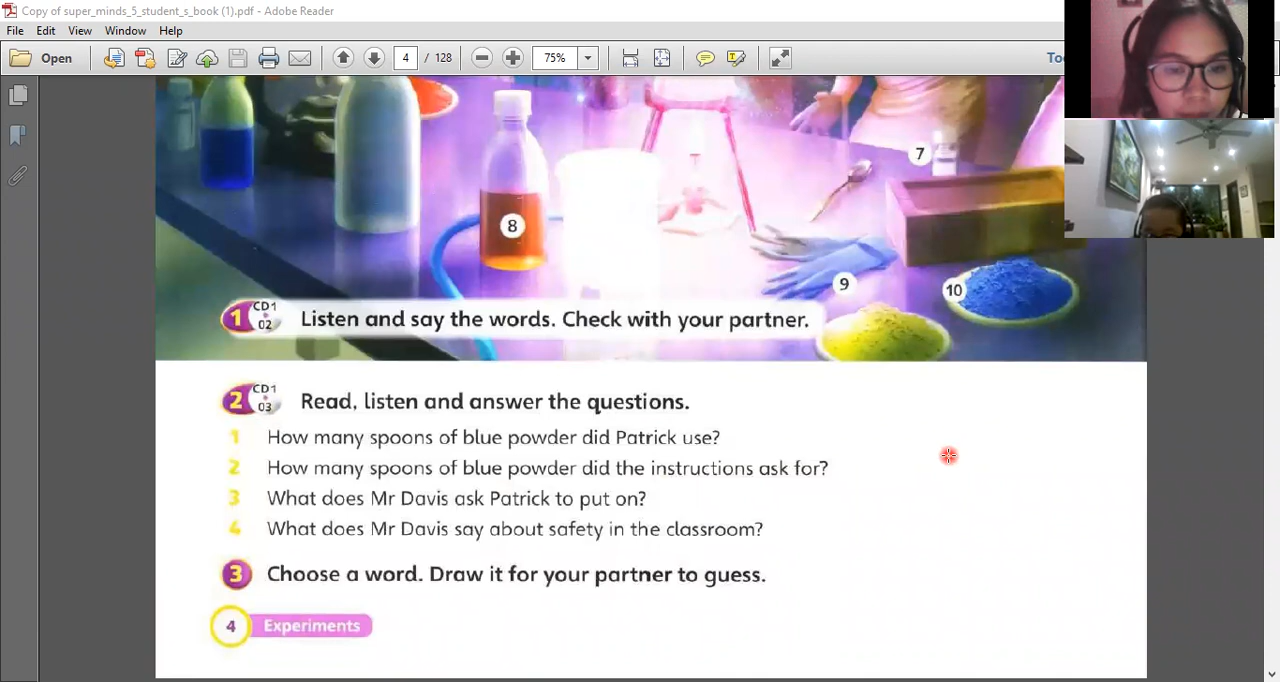 Copy of super_minds_5_student_s_book (1).pdf - Adobe Reader
File Edit View Window Help
Open 4 / 128 75%
7
8
9
10
1 CD1 02 Listen and say the words. Check with your partner.
2 CD1 03 Read, listen and answer the questions.
1 How many spoons of blue powder did Patrick use?
2 How many spoons of blue powder did the instructions ask for?
3 What does Mr Davis ask Patrick to put on?
4 What does Mr Davis say about safety in the classroom?
3 Choose a word. Draw it for your partner to guess.
4 Experiments